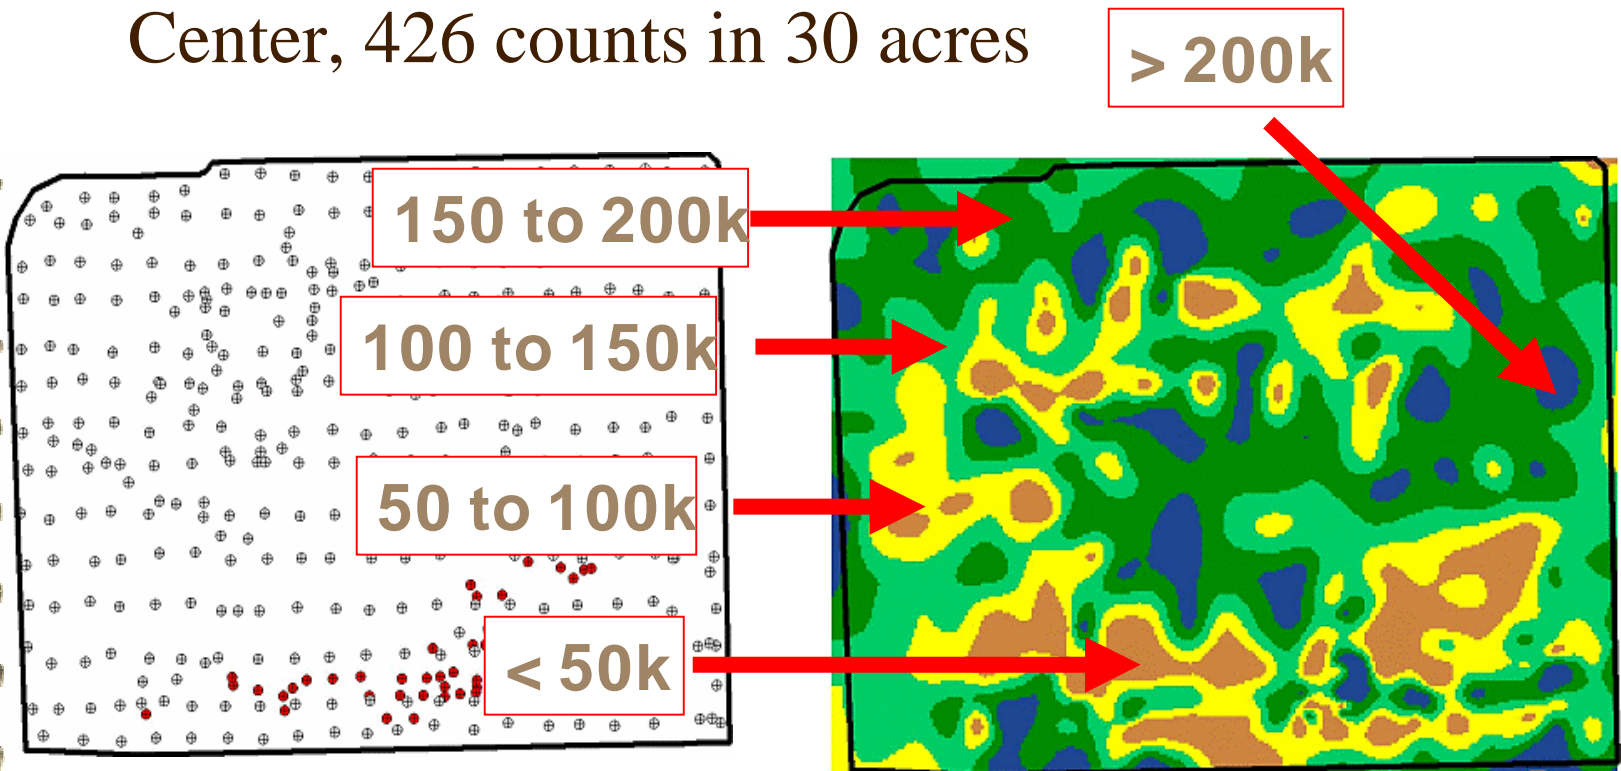 Center, 426 counts in 30 acres
> 200k
150 to 200k
100 to 150k
50 to 100k
< 50k